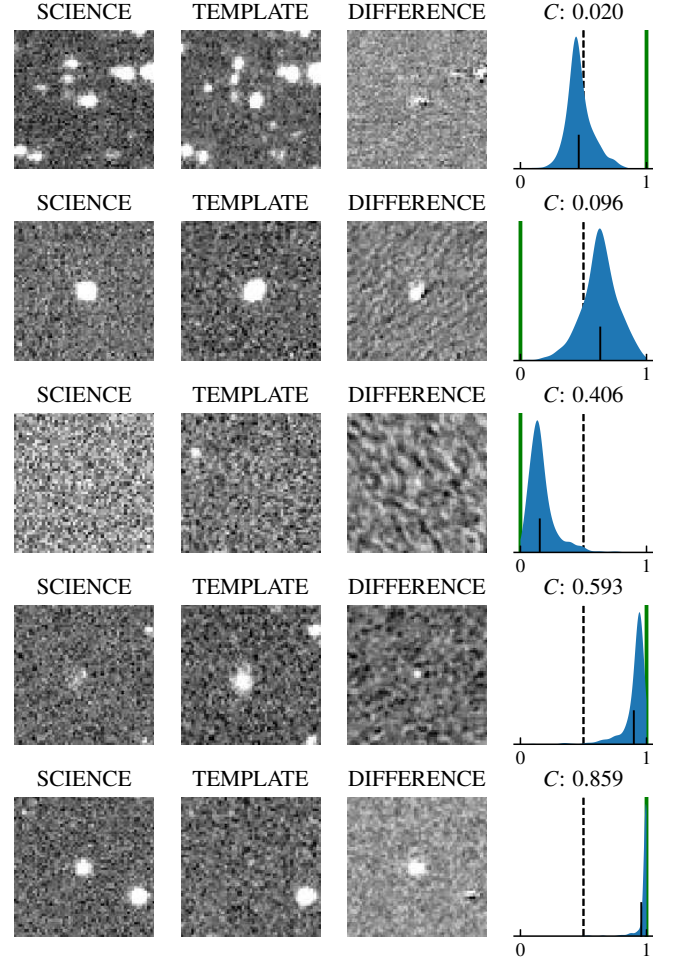 SCIENCE TEMPLATE DIFFERENCE C: 0.020
0 1
SCIENCE TEMPLATE DIFFERENCE C: 0.096
0 1
SCIENCE TEMPLATE DIFFERENCE C: 0.406
0 1
SCIENCE TEMPLATE DIFFERENCE C: 0.593
0 1
SCIENCE TEMPLATE DIFFERENCE C: 0.859
0 1